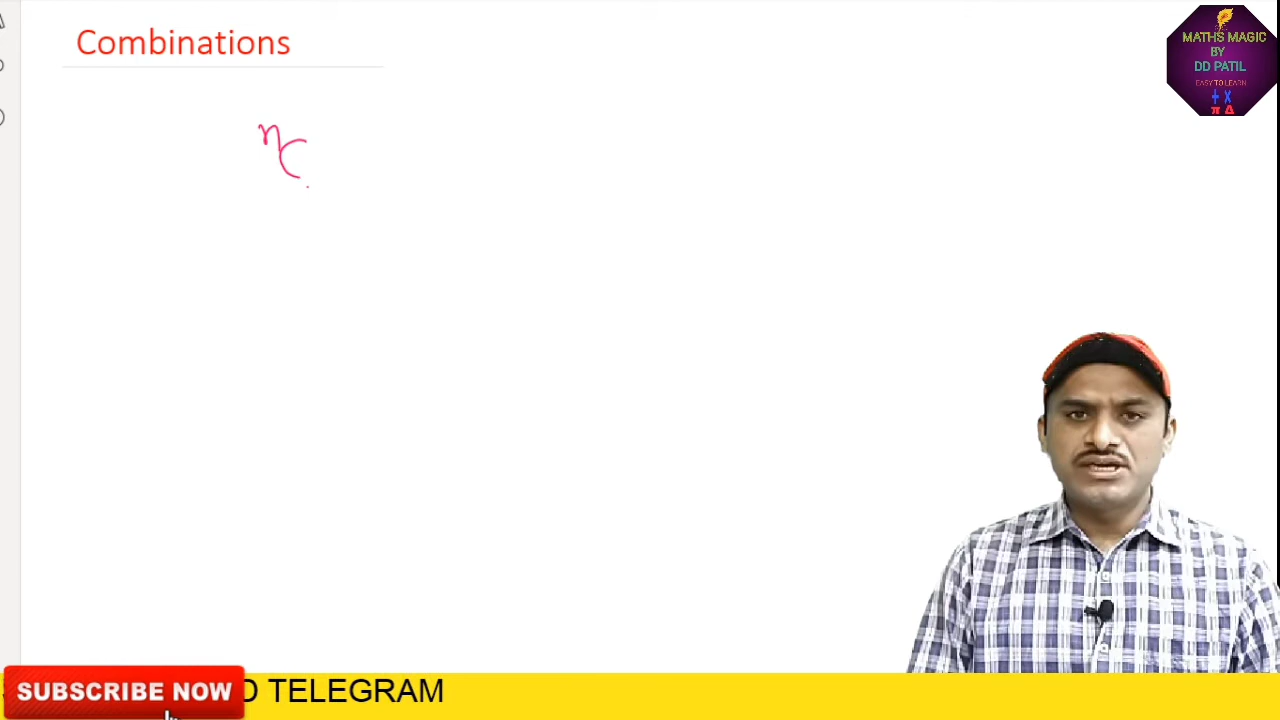 Combinations
MATHS MAGIC
BY
DD PATIL
EASY TO LEARN
+ X
π Δ
nC
SUBSCRIBE NOW
D TELEGRAM